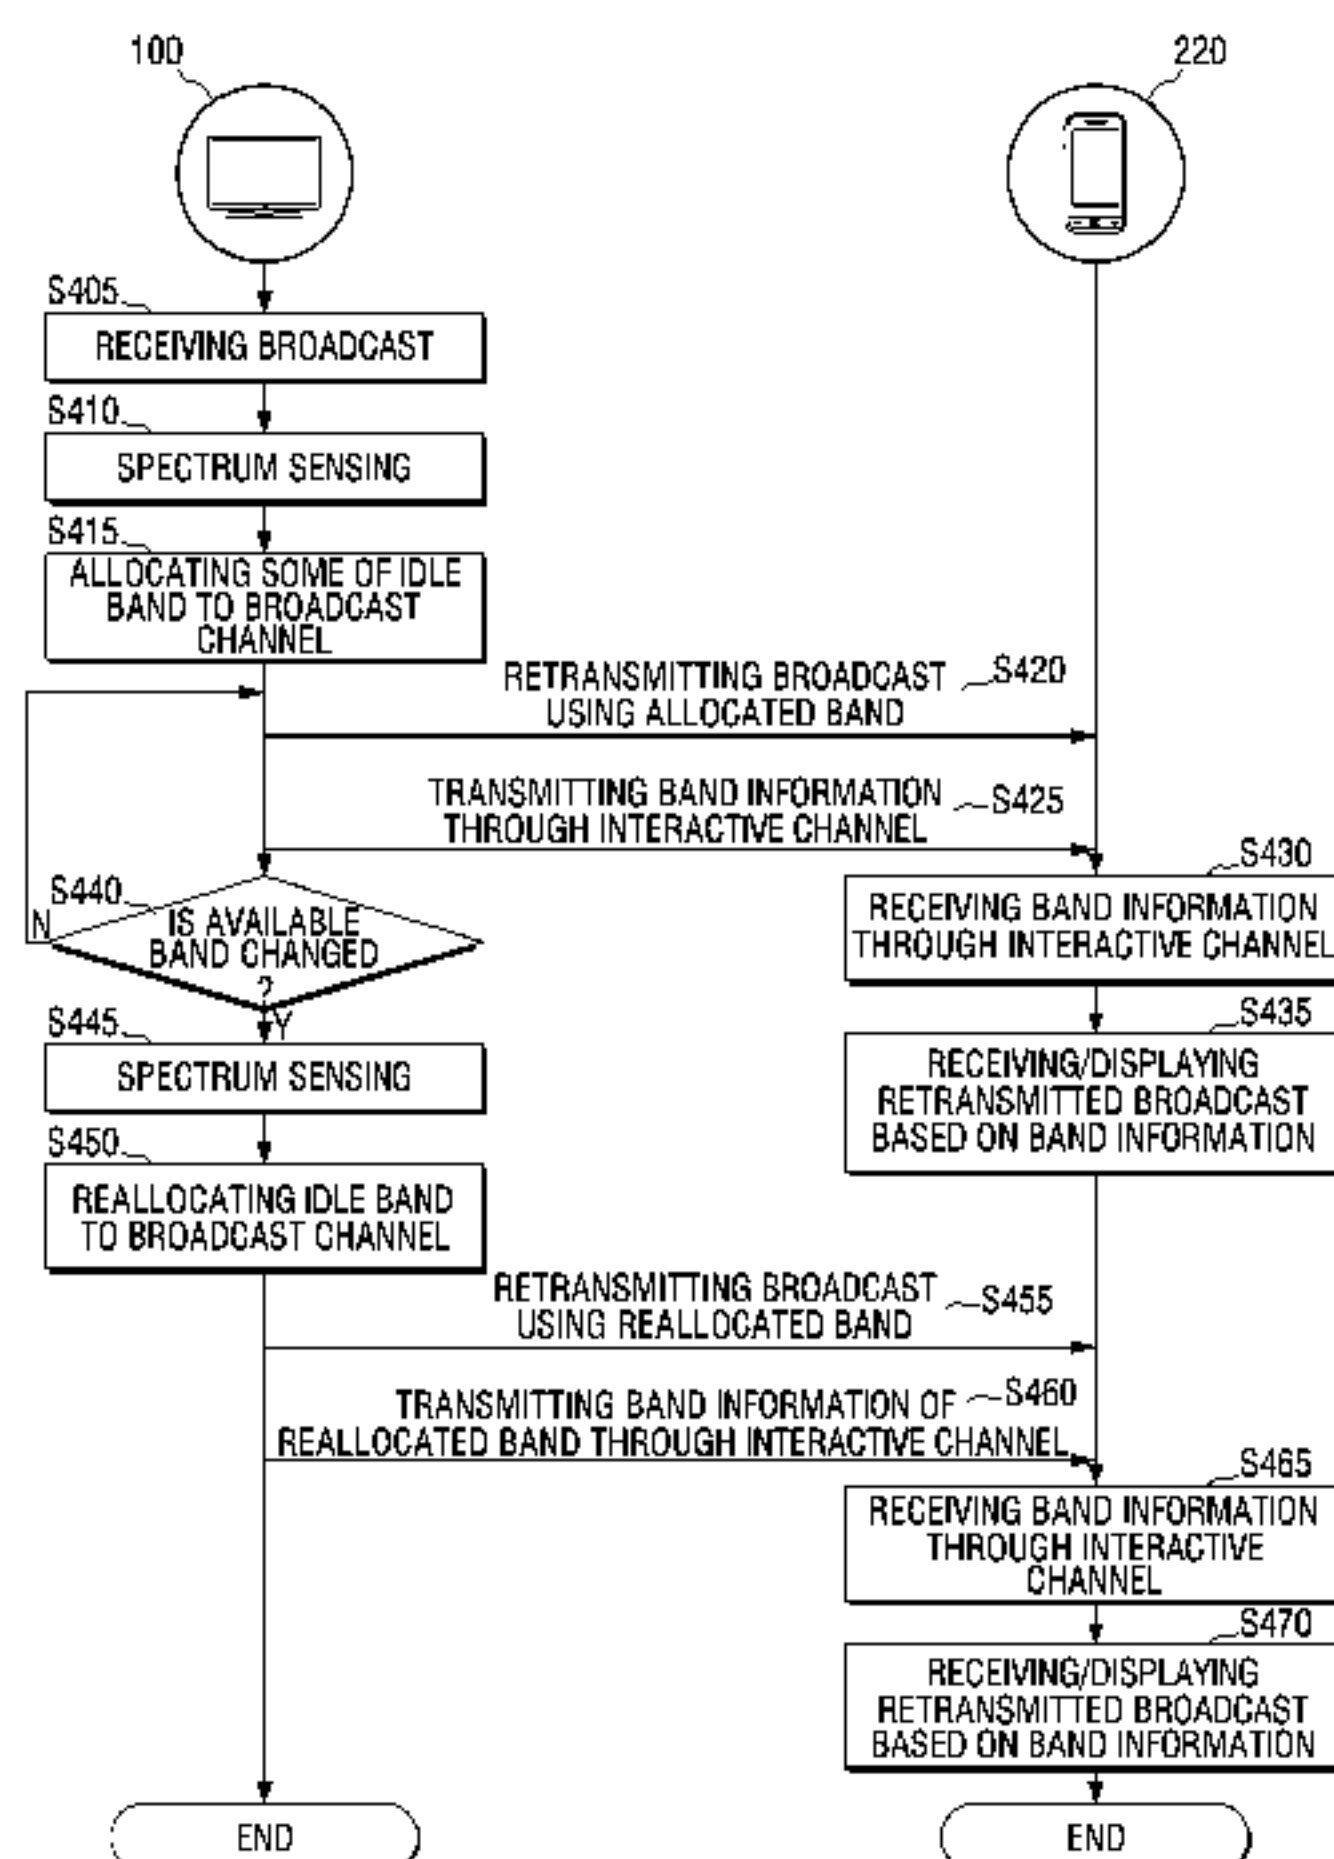 100
220
S405
RECEIVING BROADCAST
S410
SPECTRUM SENSING
S415
ALLOCATING SOME OF IDLE
BAND TO BROADCAST
CHANNEL
RETRANSMITTING BROADCAST
USING ALLOCATED BAND
S420
TRANSMITTING BAND INFORMATION
THROUGH INTERACTIVE CHANNEL
S425
S430
RECEIVING BAND INFORMATION
THROUGH INTERACTIVE CHANNEL
S440
N
IS AVAILABLE
BAND CHANGED
?
Y
S435
RECEIVING/DISPLAYING
RETRANSMITTED BROADCAST
BASED ON BAND INFORMATION
S445
SPECTRUM SENSING
S450
REALLOCATING IDLE BAND
TO BROADCAST CHANNEL
RETRANSMITTING BROADCAST
USING REALLOCATED BAND
S455
TRANSMITTING BAND INFORMATION OF
REALLOCATED BAND THROUGH INTERACTIVE CHANNEL
S460
S465
RECEIVING BAND INFORMATION
THROUGH INTERACTIVE
CHANNEL
S470
RECEIVING/DISPLAYING
RETRANSMITTED BROADCAST
BASED ON BAND INFORMATION
END
END